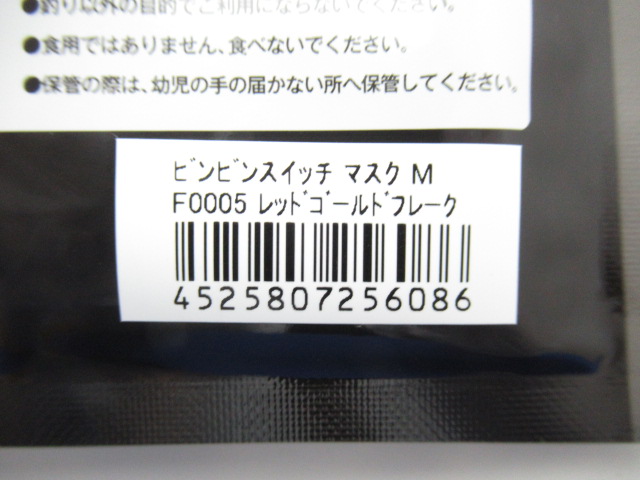 ●釣り以外の目的でご利用にならないでください。
●食用ではありません、食べないでください。
●保管の際は、幼児の手の届かない所へ保管してください。
ﾋﾞﾝﾋﾞﾝｽｲｯﾁ ﾏｽｸ M
F0005 ﾚｯﾄﾞｺﾞｰﾙﾄﾞﾌﾚｰｸ
4525807256086